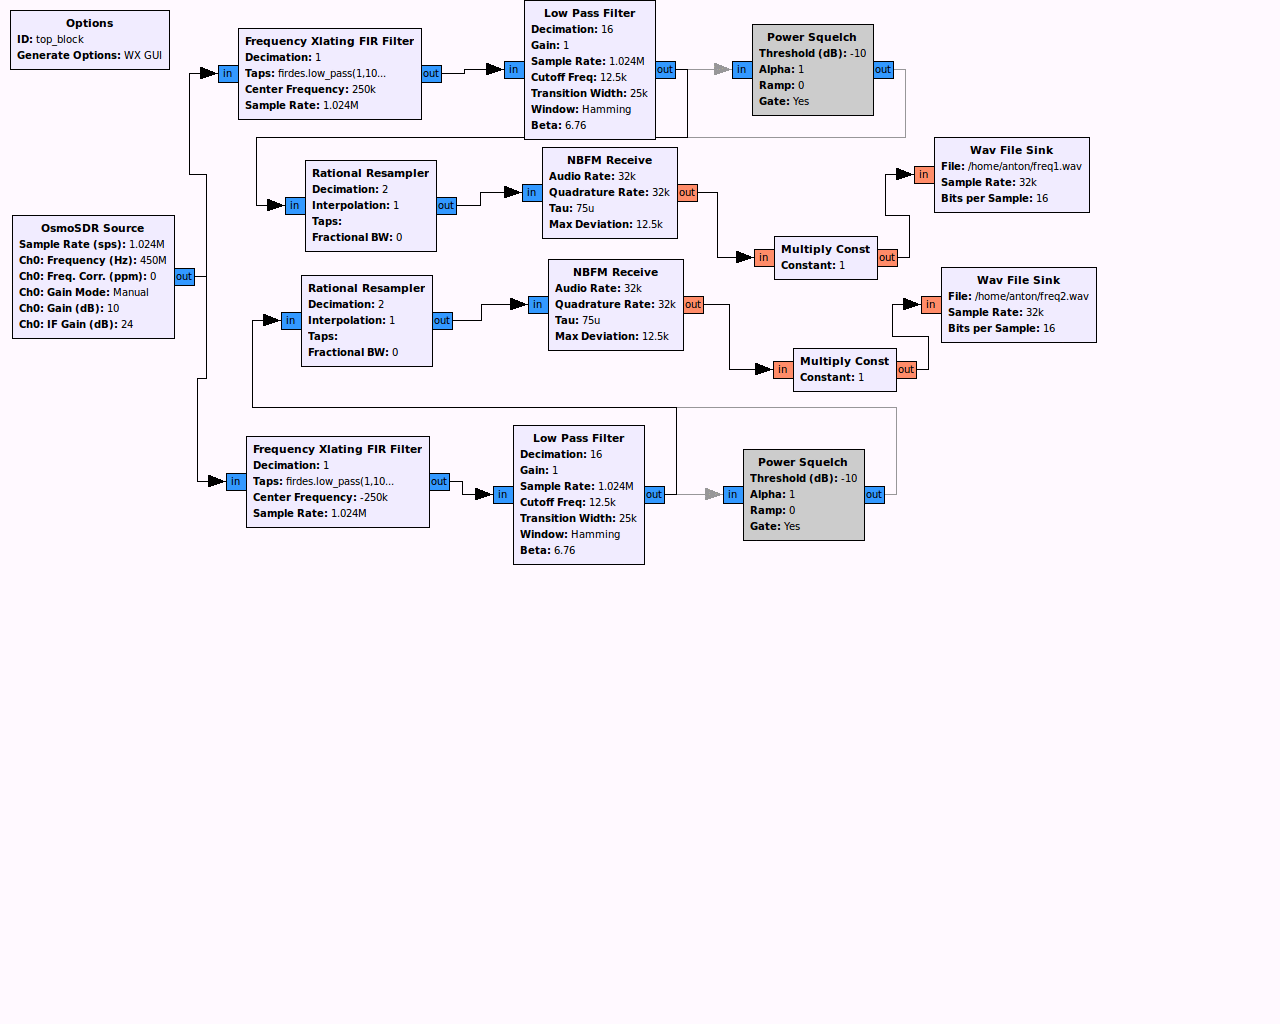 Options
ID: top_block
Generate Options: WX GUI
Frequency Xlating FIR Filter
Decimation: 1
Taps: firdes.low_pass(1,10...
Center Frequency: 250k
Sample Rate: 1.024M
in
out
Low Pass Filter
Decimation: 16
Gain: 1
Sample Rate: 1.024M
Cutoff Freq: 12.5k
Transition Width: 25k
Window: Hamming
Beta: 6.76
in
out
Power Squelch
Threshold (dB): -10
Alpha: 1
Ramp: 0
Gate: Yes
in
out
Rational Resampler
Decimation: 2
Interpolation: 1
Taps:
Fractional BW: 0
in
out
NBFM Receive
Audio Rate: 32k
Quadrature Rate: 32k
Tau: 75u
Max Deviation: 12.5k
in
out
Multiply Const
Constant: 1
in
out
Wav File Sink
File: /home/anton/freq1.wav
Sample Rate: 32k
Bits per Sample: 16
in
OsmoSDR Source
Sample Rate (sps): 1.024M
Ch0: Frequency (Hz): 450M
Ch0: Freq. Corr. (ppm): 0
Ch0: Gain Mode: Manual
Ch0: Gain (dB): 10
Ch0: IF Gain (dB): 24
out
Rational Resampler
Decimation: 2
Interpolation: 1
Taps:
Fractional BW: 0
in
out
NBFM Receive
Audio Rate: 32k
Quadrature Rate: 32k
Tau: 75u
Max Deviation: 12.5k
in
out
Multiply Const
Constant: 1
in
out
Wav File Sink
File: /home/anton/freq2.wav
Sample Rate: 32k
Bits per Sample: 16
in
Frequency Xlating FIR Filter
Decimation: 1
Taps: firdes.low_pass(1,10...
Center Frequency: -250k
Sample Rate: 1.024M
in
out
Low Pass Filter
Decimation: 16
Gain: 1
Sample Rate: 1.024M
Cutoff Freq: 12.5k
Transition Width: 25k
Window: Hamming
Beta: 6.76
in
out
Power Squelch
Threshold (dB): -10
Alpha: 1
Ramp: 0
Gate: Yes
in
out